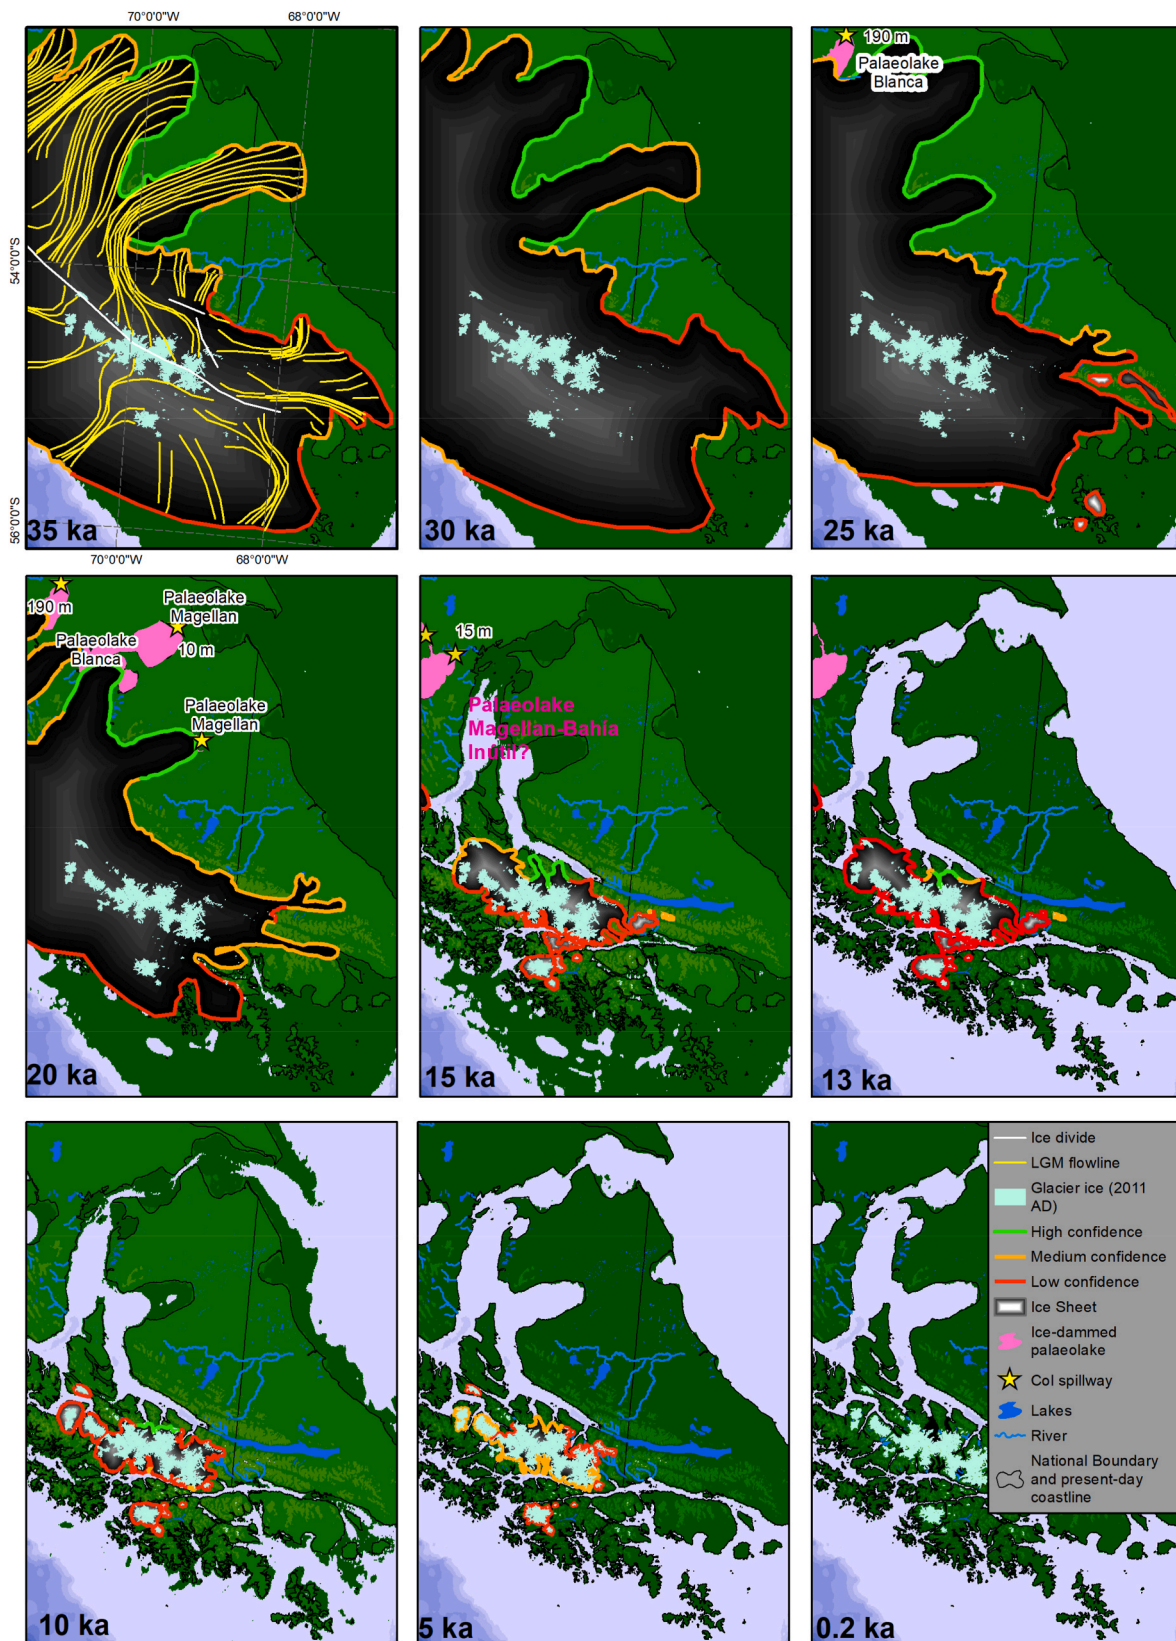 70°0'0"W
68°0'0"W
54°0'0"S
56°0'0"S
35 ka
70°0'0"W
68°0'0"W
30 ka
190 m
Palaeolake
Blanca
25 ka
190 m
Palaeolake
Magellan
Palaeolake
Blanca
10 m
Palaeolake
Magellan
20 ka
15 m
Palaeolake
Magellan-Bahía
Inútil?
15 ka
13 ka
10 ka
5 ka
Ice divide
LGM flowline
Glacier ice (2011
AD)
High confidence
Medium confidence
Low confidence
Ice Sheet
Ice-dammed
palaeolake
Col spillway
Lakes
River
National Boundary
and present-day
coastline
0.2 ka